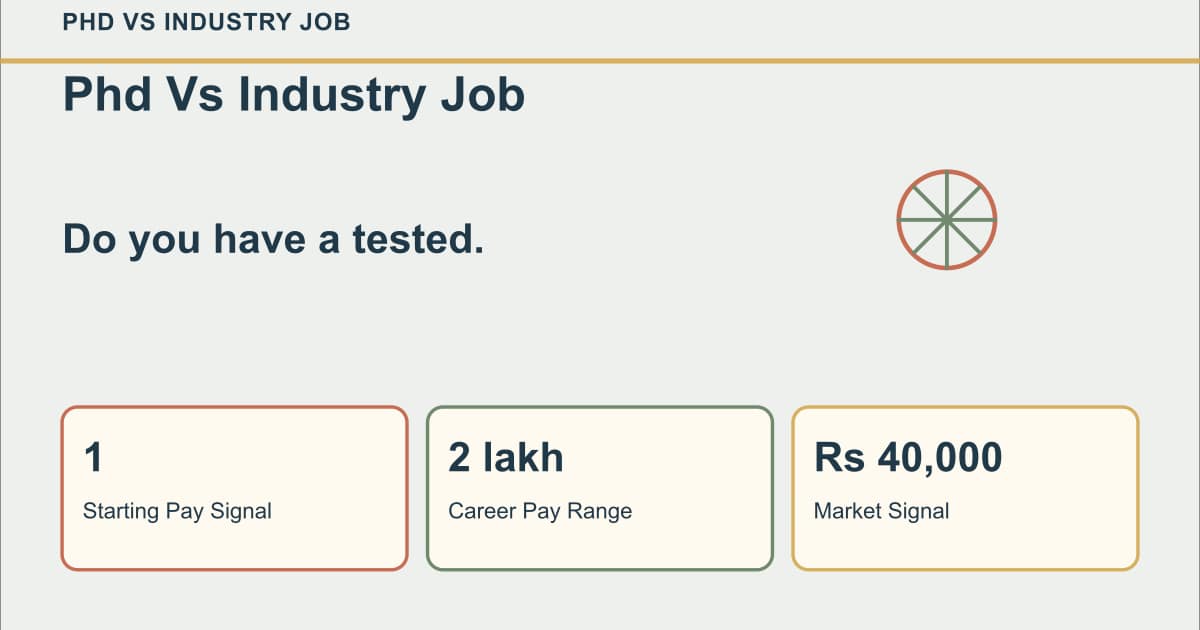 PHD VS INDUSTRY JOB
Phd Vs Industry Job
Do you have a tested.
1
Starting Pay Signal
2 lakh
Career Pay Range
Rs 40,000
Market Signal